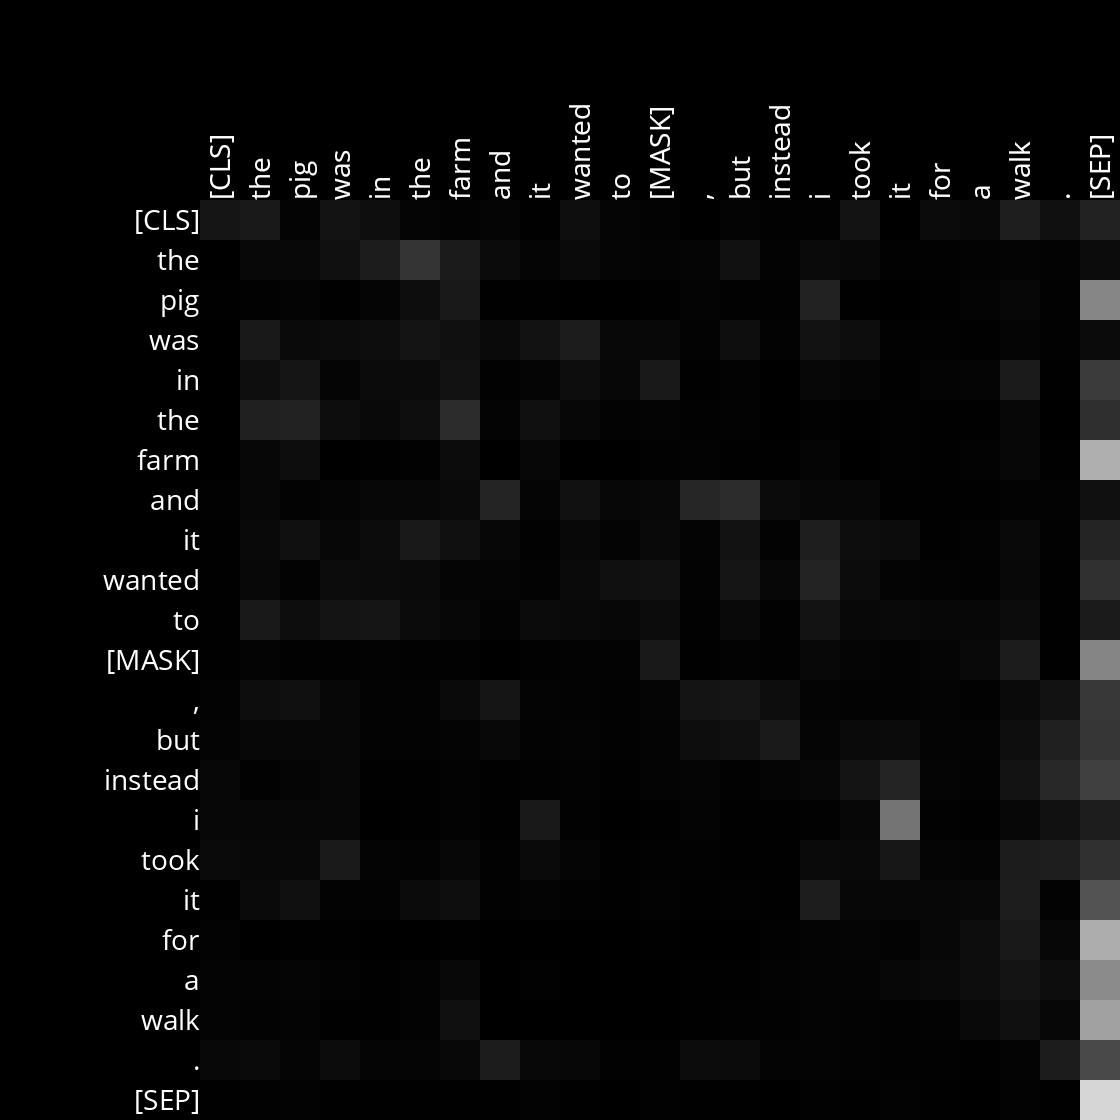 [CLS] the pig was in the farm and it wanted to [MASK] , but instead i took it for a walk . [SEP]
[CLS]
the
pig
was
in
the
farm
and
it
wanted
to
[MASK]
,
but
instead
i
took
it
for
a
walk
.
[SEP]